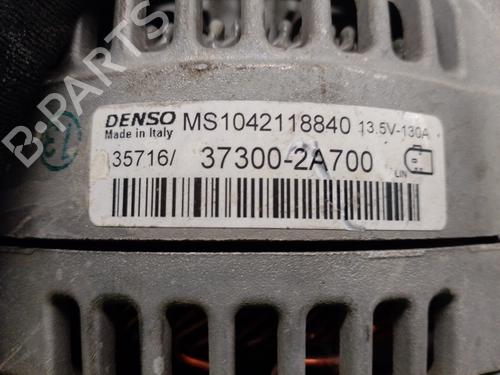 DENSO MS1042118840 13.5V-130A
Made in Italy
35716/ 37300-2A700
LIN
B-PARTS